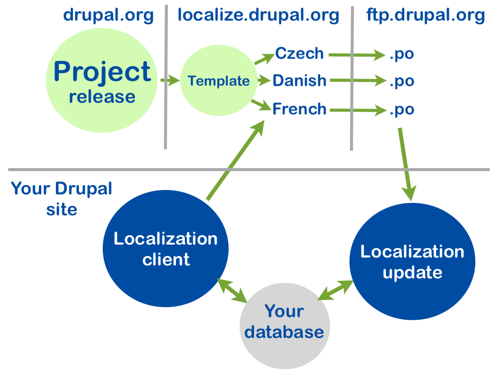 drupal.org
localize.drupal.org
ftp.drupal.org
Project
release
Template
Czech
Danish
French
.po
.po
.po
Your Drupal
site
Localization
client
Localization
update
Your
database